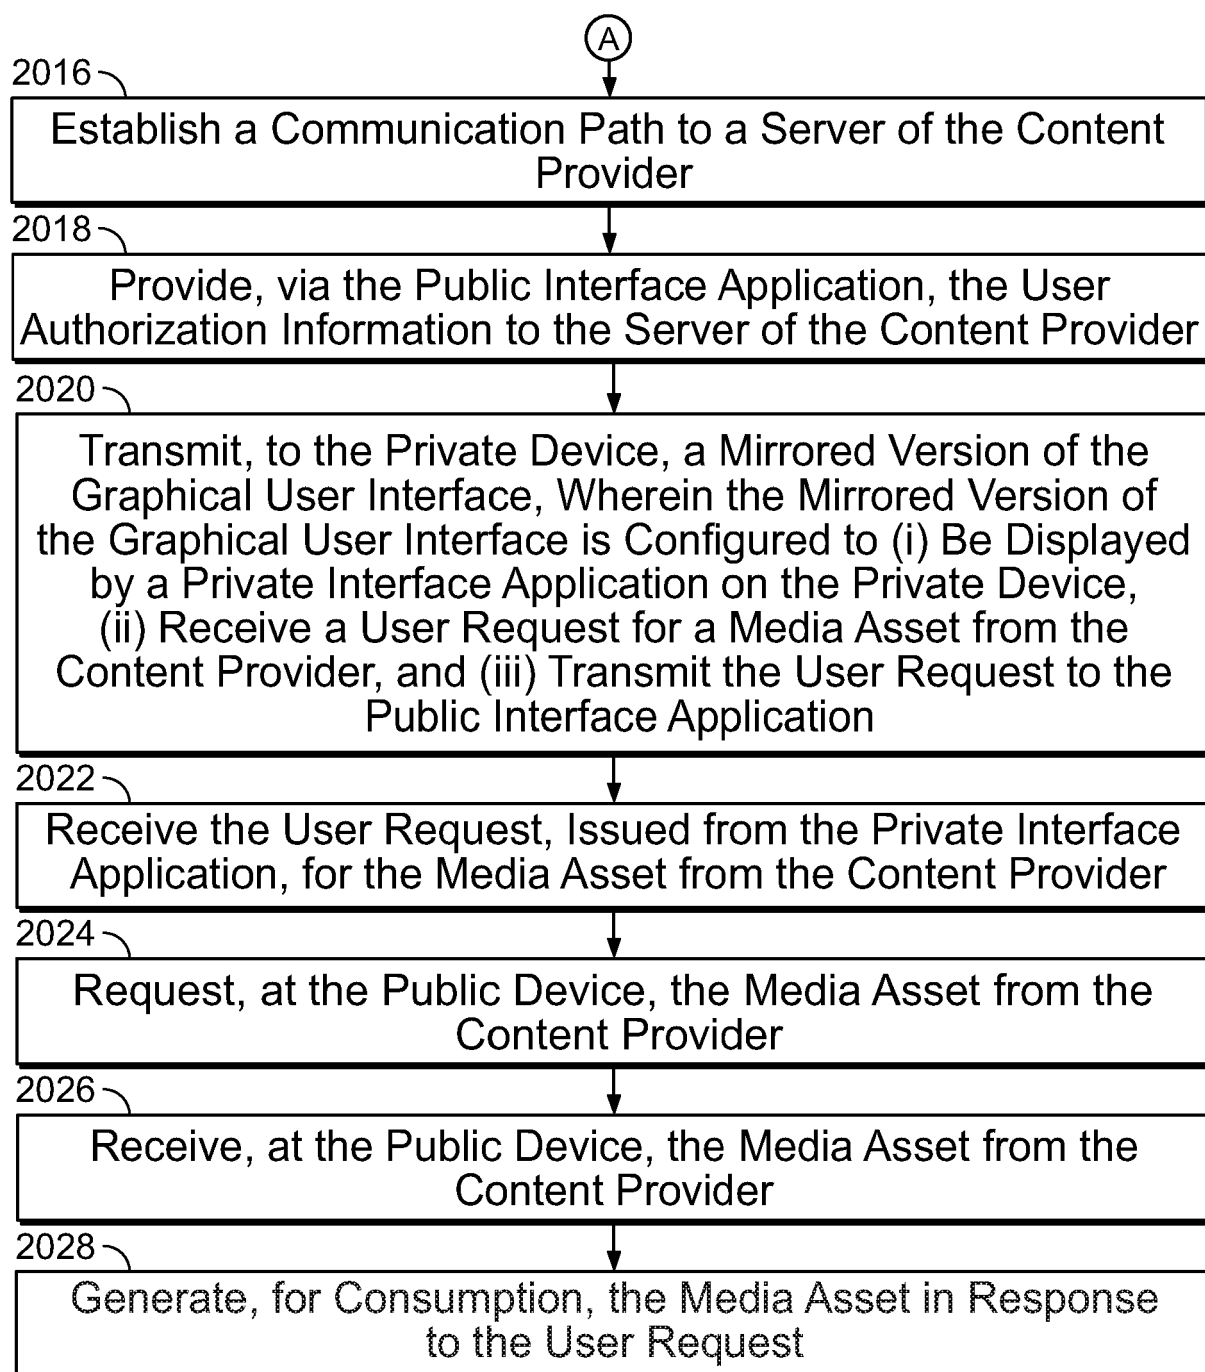 A
2016
Establish a Communication Path to a Server of the Content
Provider
2018
Provide, via the Public Interface Application, the User
Authorization Information to the Server of the Content Provider
2020
Transmit, to the Private Device, a Mirrored Version of the
Graphical User Interface, Wherein the Mirrored Version of
the Graphical User Interface is Configured to (i) Be Displayed
by a Private Interface Application on the Private Device,
(ii) Receive a User Request for a Media Asset from the
Content Provider, and (iii) Transmit the User Request to the
Public Interface Application
2022
Receive the User Request, Issued from the Private Interface
Application, for the Media Asset from the Content Provider
2024
Request, at the Public Device, the Media Asset from the
Content Provider
2026
Receive, at the Public Device, the Media Asset from the
Content Provider
2028
Generate, for Consumption, the Media Asset in Response
to the User Request